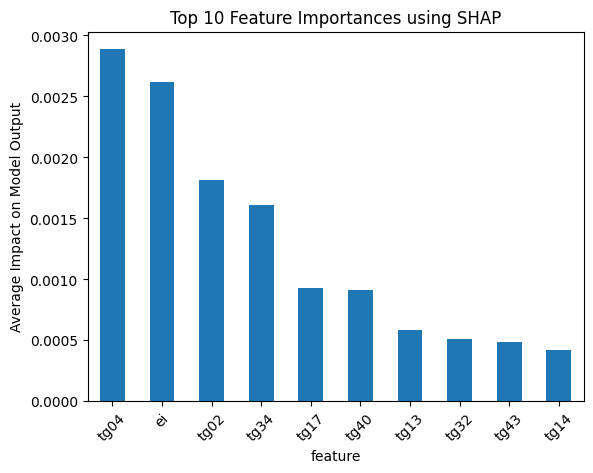 Top 10 Feature Importances using SHAP
Average Impact on Model Output
0.0030
0.0025
0.0020
0.0015
0.0010
0.0005
0.0000
tg04
ei
tg02
tg34
tg17
tg40
tg13
tg32
tg43
tg14
feature